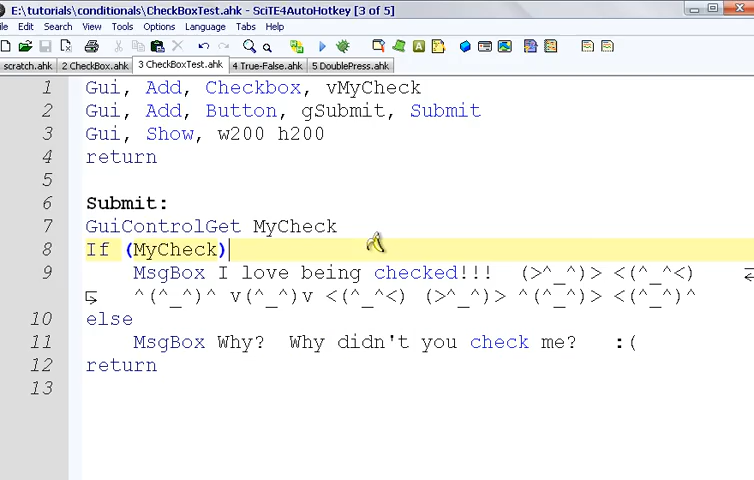 E:\tutorials\conditionals\CheckBoxTest.ahk - SciTE4AutoHotkey [3 of 5]
File Edit Search View Tools Options Language Tabs Help
scratch.ahk 2 CheckBox.ahk 3 CheckBoxTest.ahk 4 True-False.ahk 5 DoublePress.ahk
1 Gui, Add, Checkbox, vMyCheck
2 Gui, Add, Button, gSubmit, Submit
3 Gui, Show, w200 h200
4 return
5
6 Submit:
7 GuiControlGet MyCheck
8 If (MyCheck)
9 MsgBox I love being checked!!! (>^_^)> <(^_^<)
^(^_^)^ v(^_^)v <(^_^<) (>^_^)> ^(^_^)> <(^_^)^
10 else
11 MsgBox Why? Why didn't you check me? :(
12 return
13